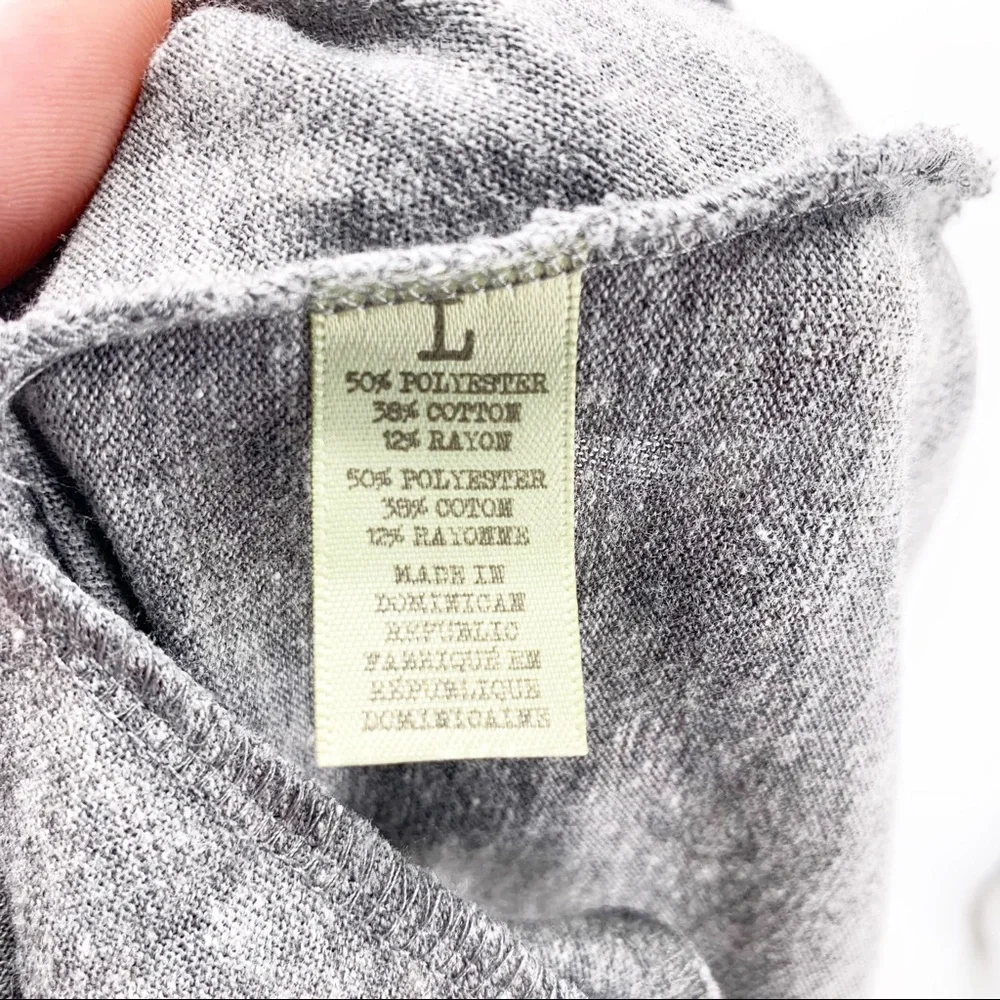 L
50% POLYESTER
38% COTTON
12% RAYON
50% POLYESTER
38% COTON
12% RAYONNE
MADE IN
DOMINICAN
REPUBLIC
FABRIQUÉ EN
RÉPUBLIQUE
DOMINICAINE